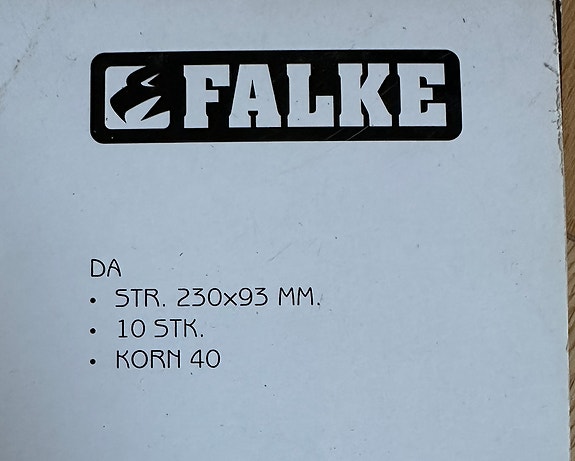 FALKE
DA
• STR. 230x93 MM.
• 10 STK.
• KORN 40